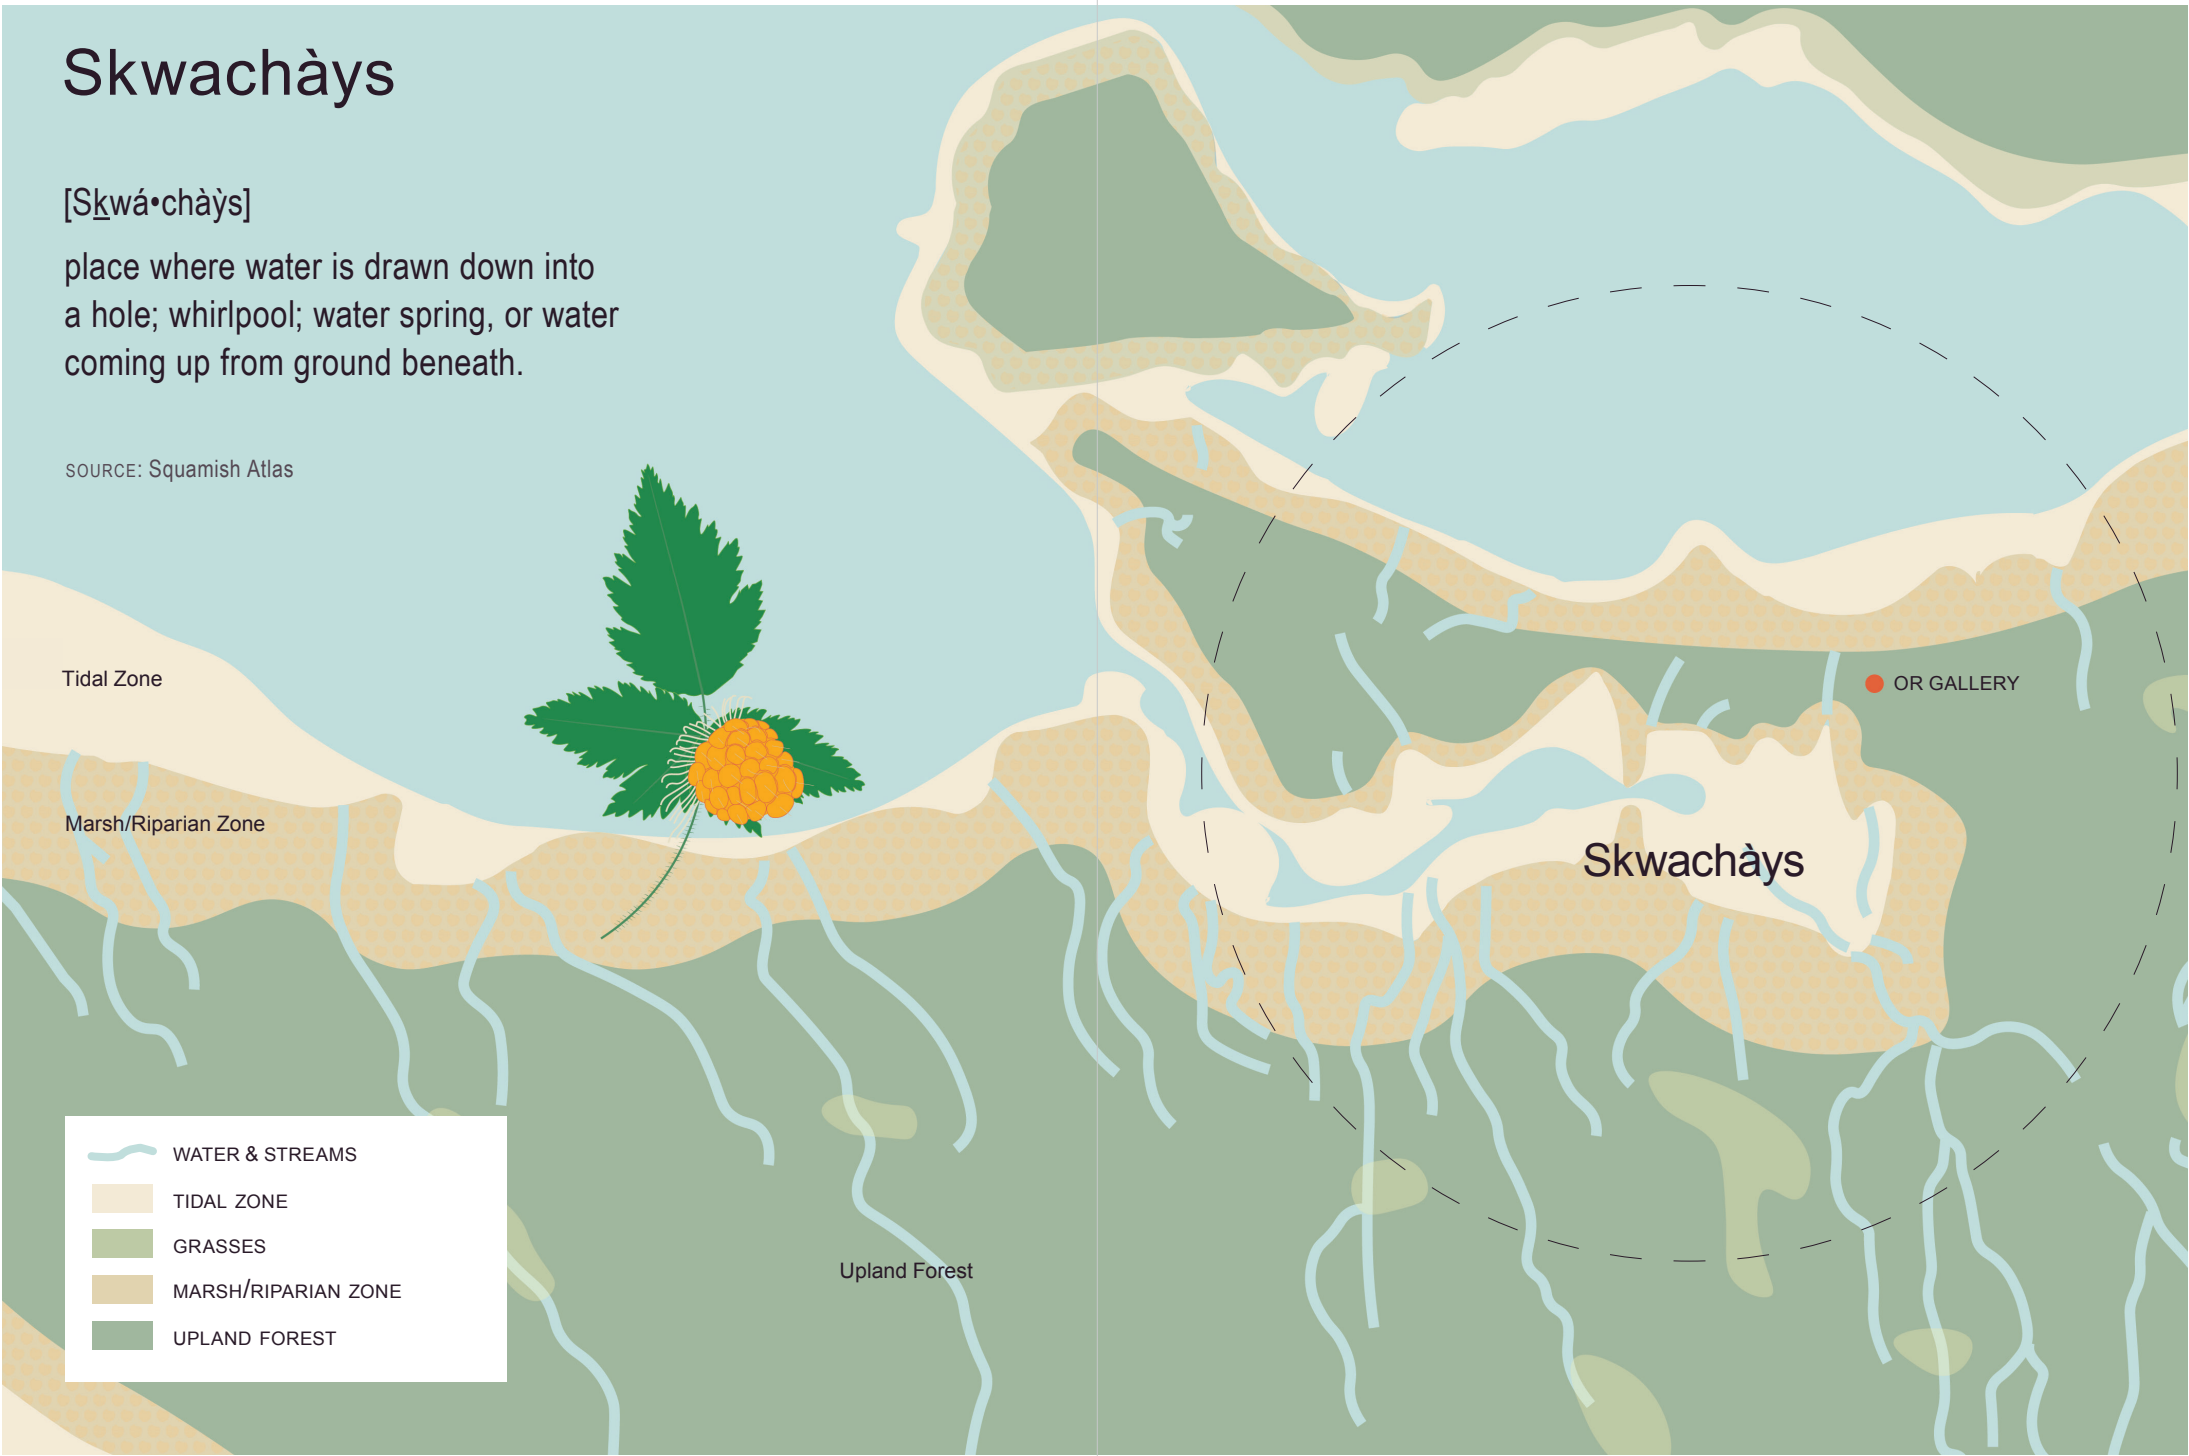 Skwachàys
[Sḵwá•chàỳs]
place where water is drawn down into
a hole; whirlpool; water spring, or water
coming up from ground beneath.
SOURCE: Squamish Atlas
Tidal Zone
Marsh/Riparian Zone
OR GALLERY
Skwachàys
Upland Forest
WATER & STREAMS
TIDAL ZONE
GRASSES
MARSH/RIPARIAN ZONE
UPLAND FOREST